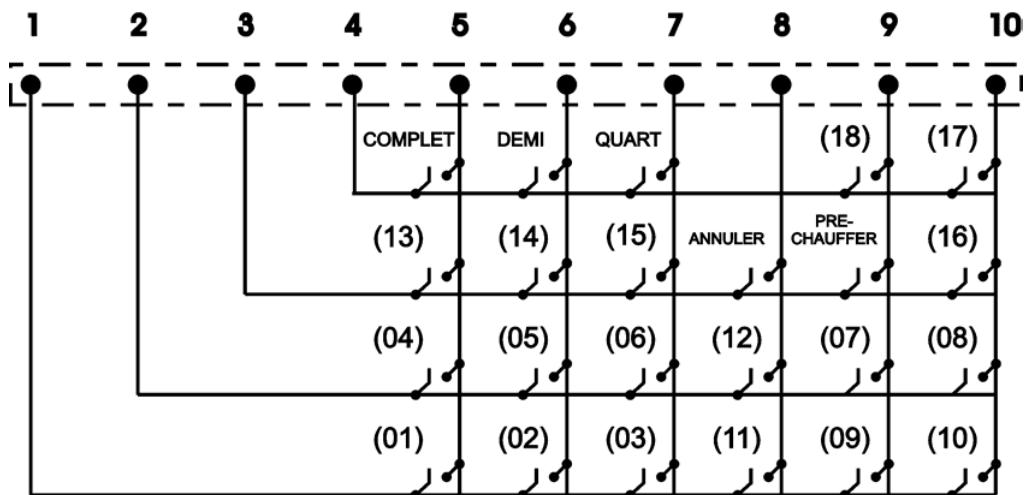 1 2 3 4 5 6 7 8 9 10
COMPLET DEMI QUART (18) (17)
(13) (14) (15) ANNULER PRE-
CHAUFFER (16)
(04) (05) (06) (12) (07) (08)
(01) (02) (03) (11) (09) (10)